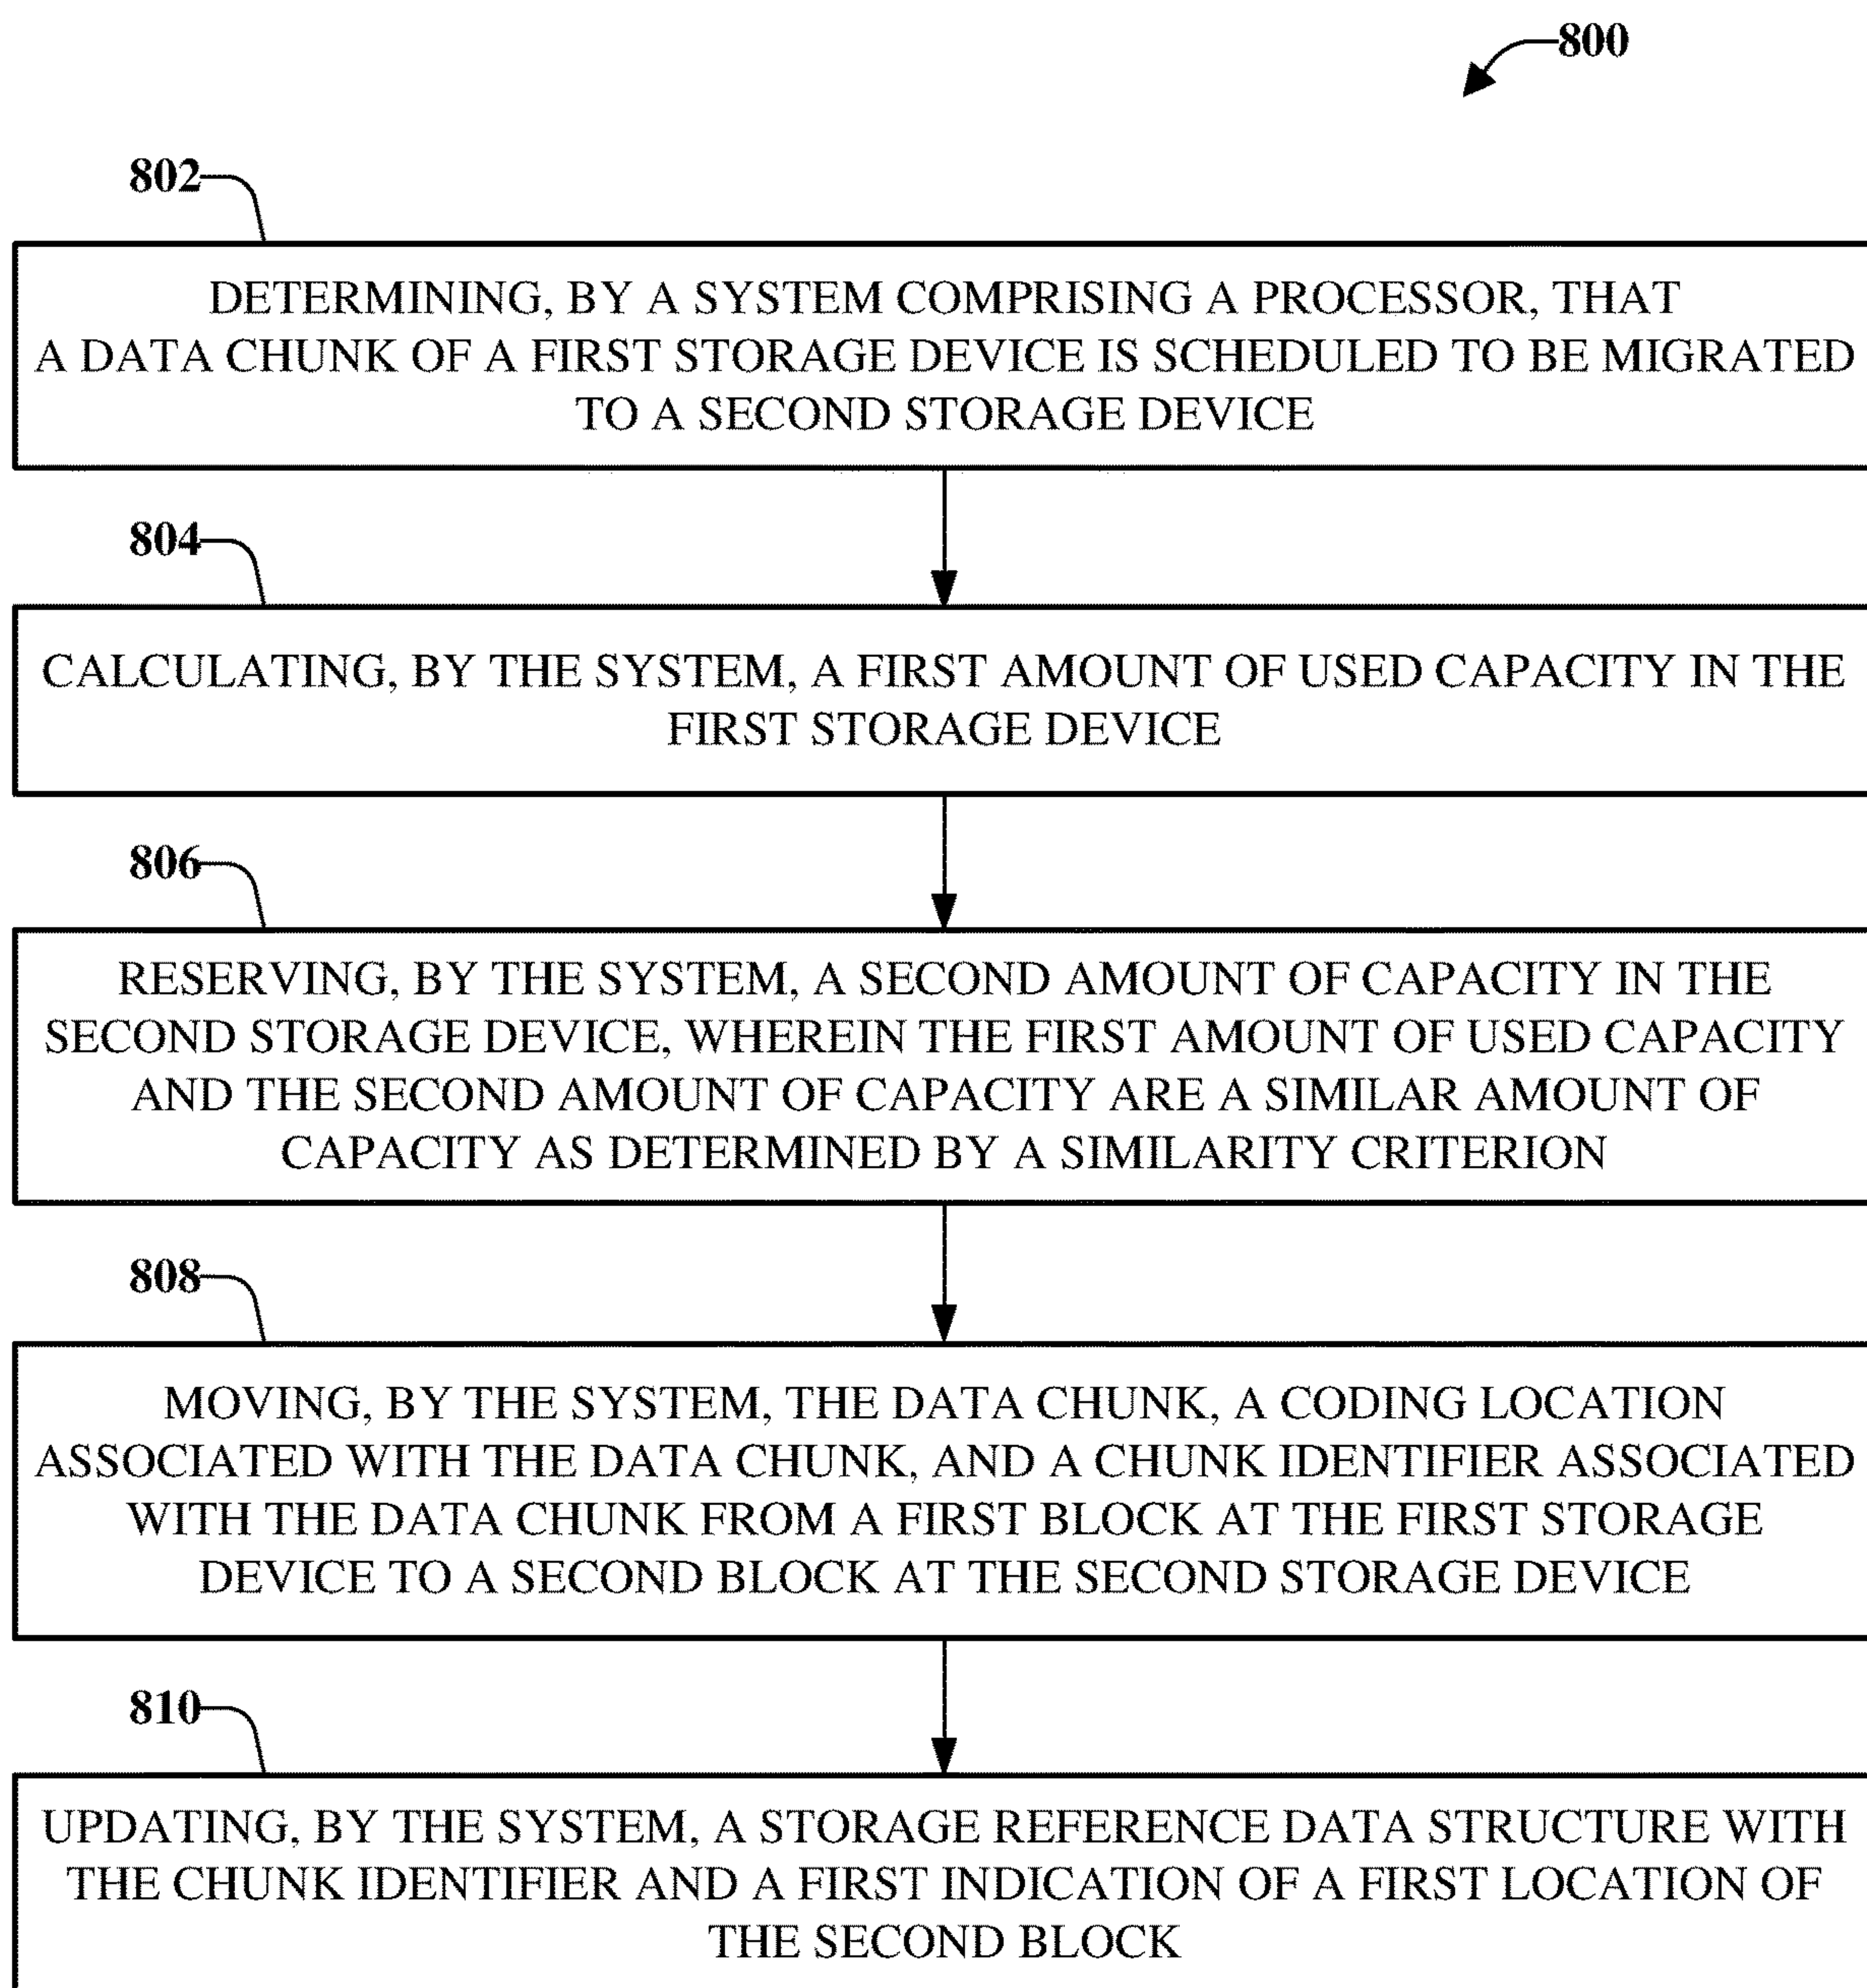 800
802
DETERMINING, BY A SYSTEM COMPRISING A PROCESSOR, THAT
A DATA CHUNK OF A FIRST STORAGE DEVICE IS SCHEDULED TO BE MIGRATED
TO A SECOND STORAGE DEVICE
804
CALCULATING, BY THE SYSTEM, A FIRST AMOUNT OF USED CAPACITY IN THE
FIRST STORAGE DEVICE
806
RESERVING, BY THE SYSTEM, A SECOND AMOUNT OF CAPACITY IN THE
SECOND STORAGE DEVICE, WHEREIN THE FIRST AMOUNT OF USED CAPACITY
AND THE SECOND AMOUNT OF CAPACITY ARE A SIMILAR AMOUNT OF
CAPACITY AS DETERMINED BY A SIMILARITY CRITERION
808
MOVING, BY THE SYSTEM, THE DATA CHUNK, A CODING LOCATION
ASSOCIATED WITH THE DATA CHUNK, AND A CHUNK IDENTIFIER ASSOCIATED
WITH THE DATA CHUNK FROM A FIRST BLOCK AT THE FIRST STORAGE
DEVICE TO A SECOND BLOCK AT THE SECOND STORAGE DEVICE
810
UPDATING, BY THE SYSTEM, A STORAGE REFERENCE DATA STRUCTURE WITH
THE CHUNK IDENTIFIER AND A FIRST INDICATION OF A FIRST LOCATION OF
THE SECOND BLOCK